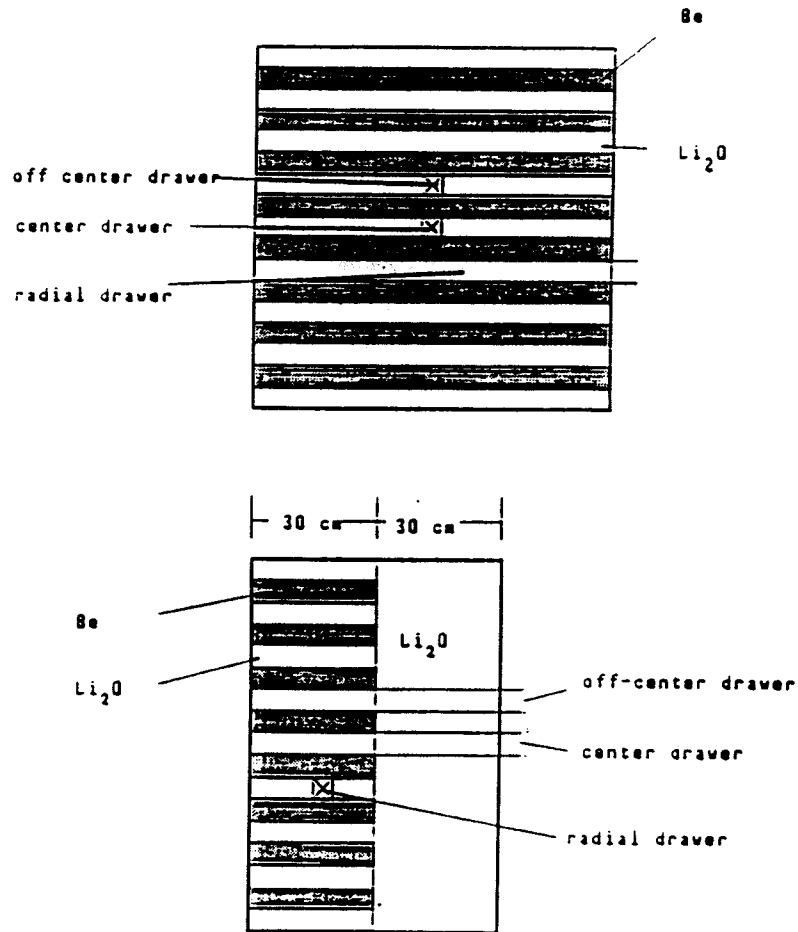 Be
Li₂O
off center drawer
center drawer
radial drawer
30 cm
30 cm
Be
Li₂O
Li₂O
off-center drawer
center drawer
radial drawer